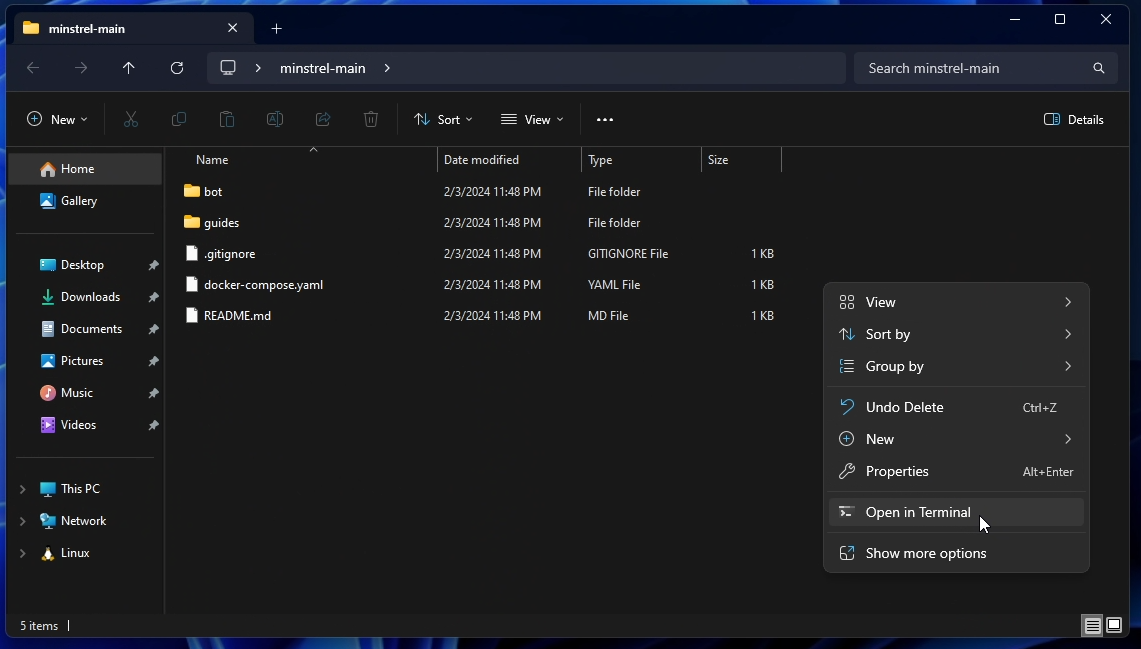 minstrel-main
minstrel-main
Search minstrel-main
New
Sort
View
Details
Name Date modified Type Size
Home
Gallery
Desktop
Downloads
Documents
Pictures
Music
Videos
This PC
Network
Linux
bot 2/3/2024 11:48 PM File folder
guides 2/3/2024 11:48 PM File folder
.gitignore 2/3/2024 11:48 PM GITIGNORE File 1 KB
docker-compose.yaml 2/3/2024 11:48 PM YAML File 1 KB
README.md 2/3/2024 11:48 PM MD File 1 KB
View
Sort by
Group by
Undo Delete Ctrl+Z
New
Properties Alt+Enter
Open in Terminal
Show more options
5 items